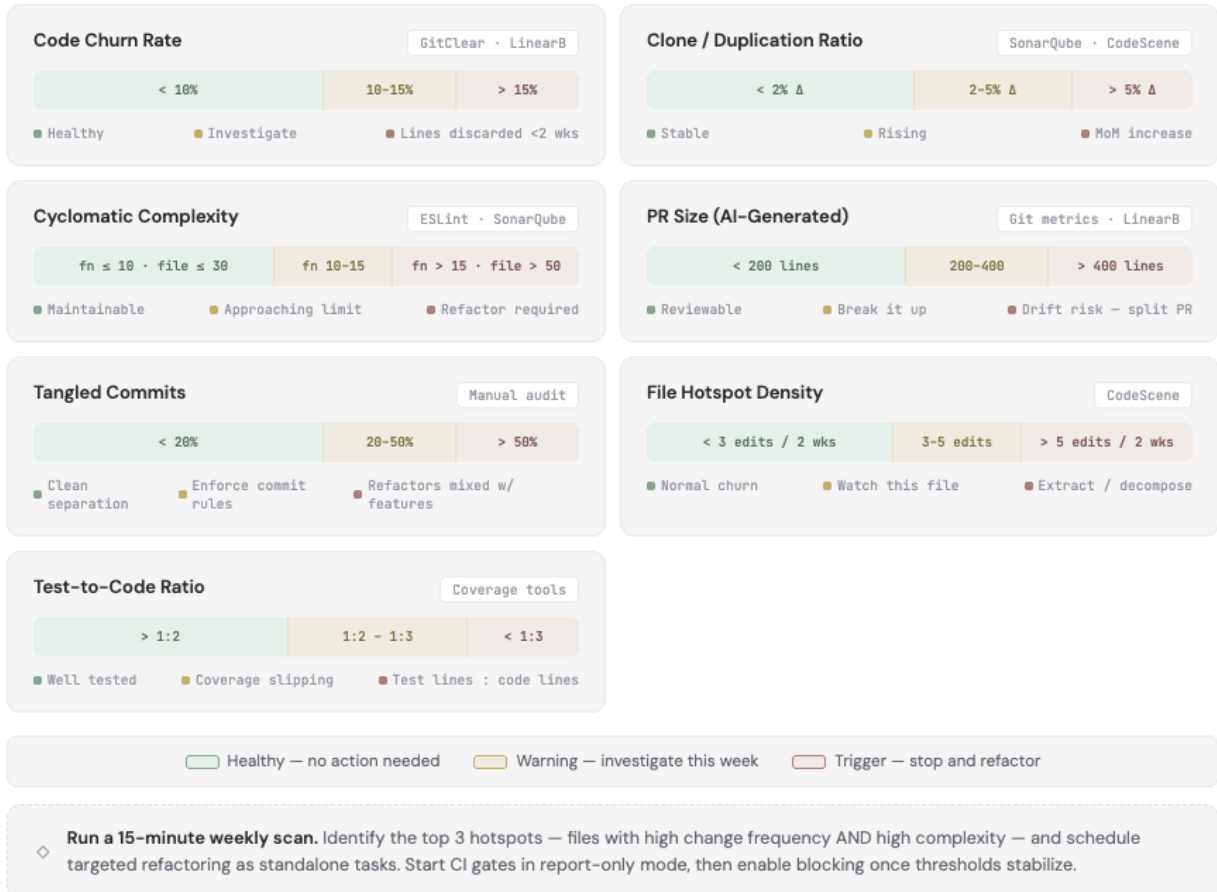 Code Churn Rate
GitClear · LinearB
< 10%
10–15%
> 15%
Healthy
Investigate
Lines discarded <2 wks
Clone / Duplication Ratio
SonarQube · CodeScene
< 2% Δ
2–5% Δ
> 5% Δ
Stable
Rising
MoM increase
Cyclomatic Complexity
ESLint · SonarQube
fn ≤ 10 · file ≤ 30
fn 10–15
fn > 15 · file > 50
Maintainable
Approaching limit
Refactor required
PR Size (AI-Generated)
Git metrics · LinearB
< 200 lines
200–400
> 400 lines
Reviewable
Break it up
Drift risk — split PR
Tangled Commits
Manual audit
< 20%
20–50%
> 50%
Clean
separation
Enforce commit
rules
Refactors mixed w/
features
File Hotspot Density
CodeScene
< 3 edits / 2 wks
3–5 edits
> 5 edits / 2 wks
Normal churn
Watch this file
Extract / decompose
Test-to-Code Ratio
Coverage tools
> 1:2
1:2 – 1:3
< 1:3
Well tested
Coverage slipping
Test lines : code lines
Healthy — no action needed
Warning — investigate this week
Trigger — stop and refactor
Run a 15-minute weekly scan. Identify the top 3 hotspots — files with high change frequency AND high complexity — and schedule
targeted refactoring as standalone tasks. Start CI gates in report-only mode, then enable blocking once thresholds stabilize.